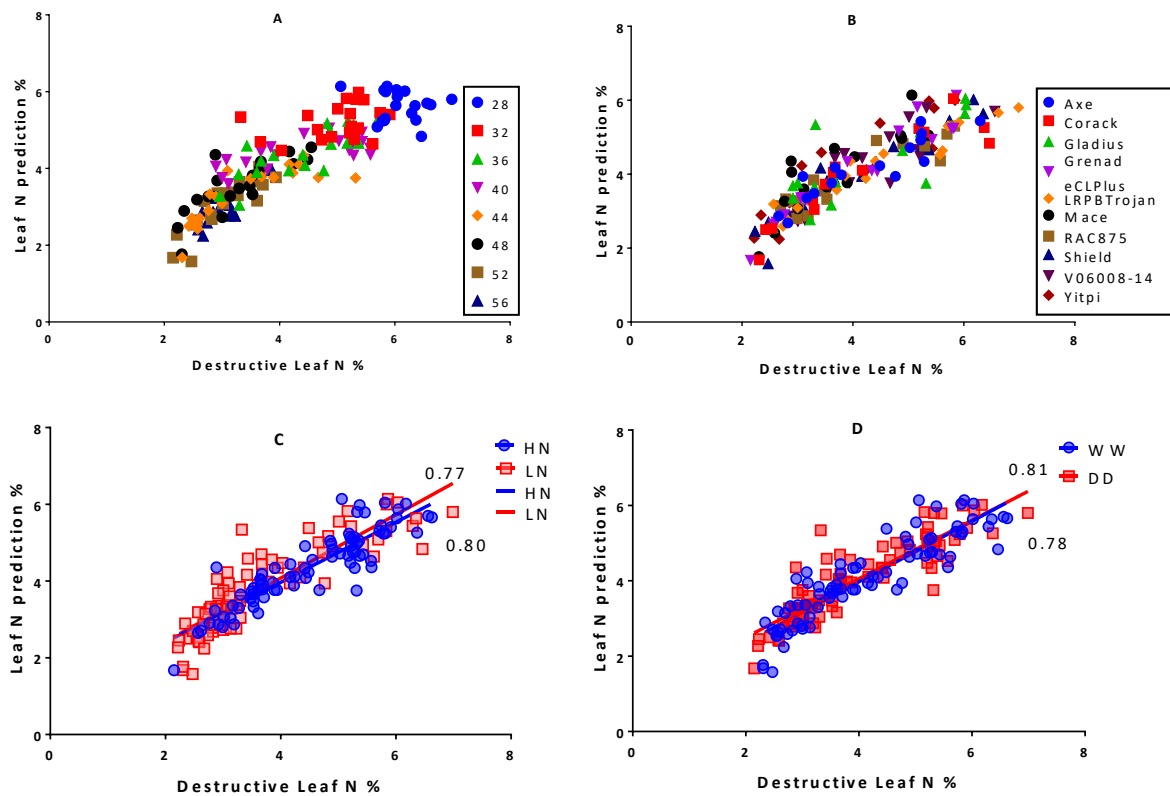 A
Leaf N prediction %
8
6
4
2
0
0 2 4 6 8
Destructive Leaf N %
28
32
36
40
44
48
52
56
B
Leaf N prediction %
8
6
4
2
0
0 2 4 6 8
Destructive Leaf N %
Axe
Corack
Gladius
Grenad
eCLPlus
LRPBTrojan
Mace
RAC875
Shield
V06008-14
Yitpi
C
Leaf N prediction %
8
6
4
2
0
0 2 4 6 8
Destructive Leaf N %
0.77
0.80
HN
LN
HN
LN
D
Leaf N prediction %
8
6
4
2
0
0 2 4 6 8
Destructive Leaf N %
0.81
0.78
WW
DD